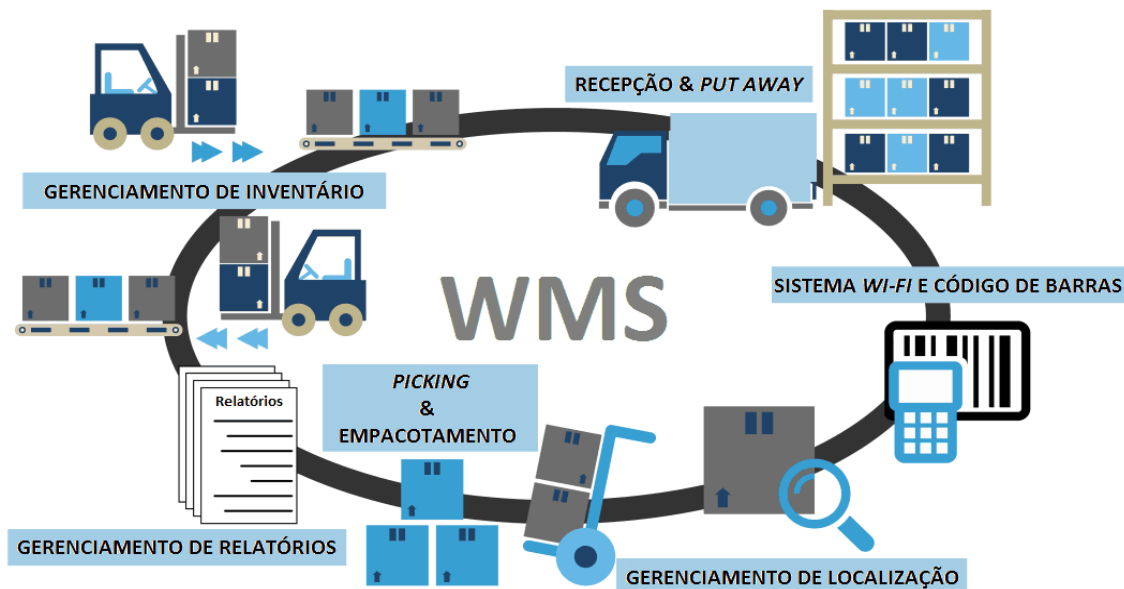 RECEPÇÃO & PUT AWAY
GERENCIAMENTO DE INVENTÁRIO
WMS
SISTEMA WI-FI E CÓDIGO DE BARRAS
PICKING
&
EMPACOTAMENTO
Relatórios
GERENCIAMENTO DE RELATÓRIOS
GERENCIAMENTO DE LOCALIZAÇÃO